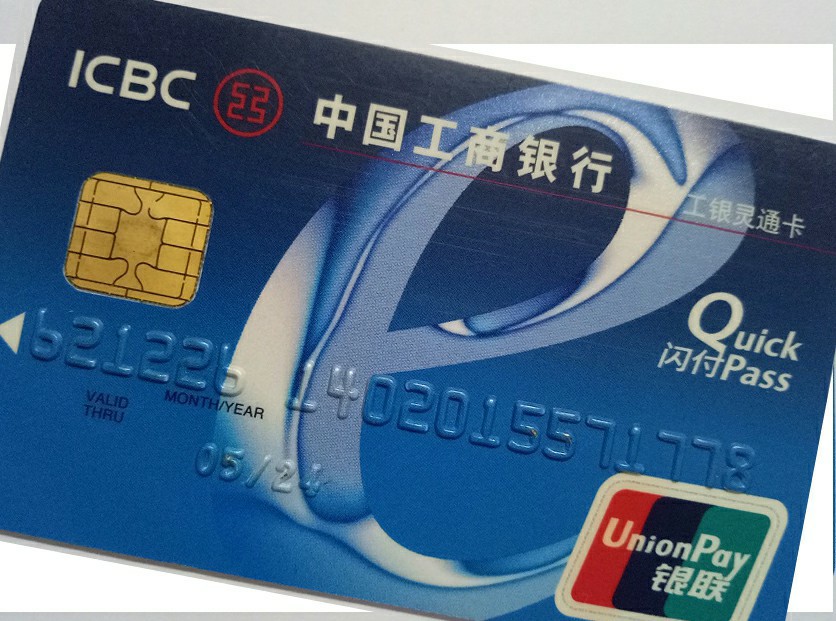 ICBC 中国工商银行
工银灵通卡
Quick
闪付Pass
621226 1402015571778
VALID THRU
MONTH/YEAR
05/24
UnionPay
银联